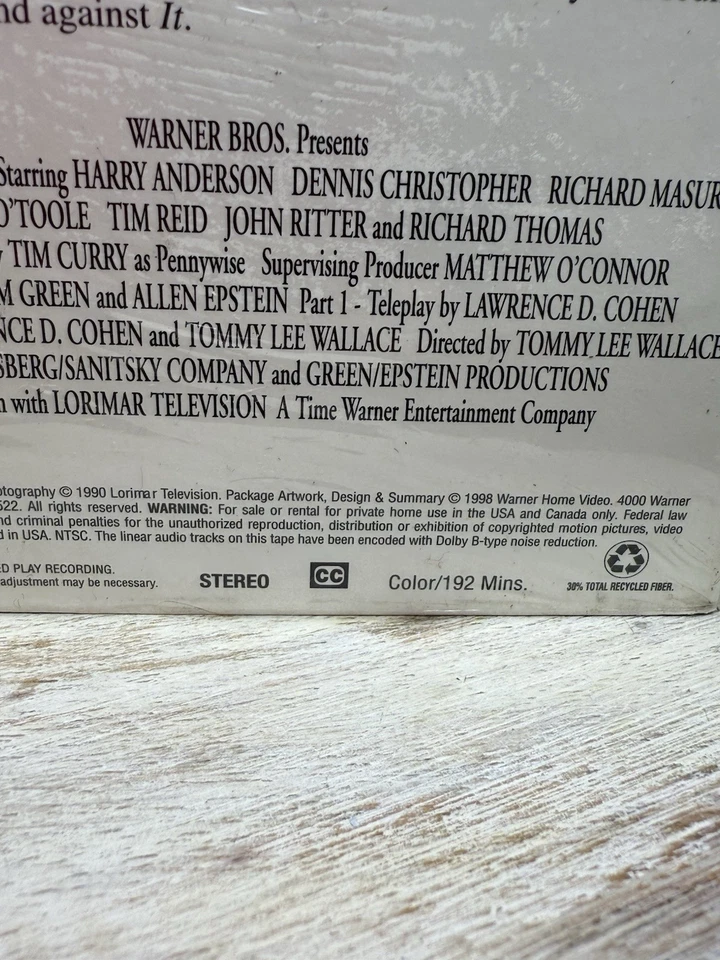 nd against It.
WARNER BROS. Presents
Starring HARRY ANDERSON DENNIS CHRISTOPHER RICHARD MASUR
O'TOOLE TIM REID JOHN RITTER and RICHARD THOMAS
TIM CURRY as Pennywise Supervising Producer MATTHEW O'CONNOR
M GREEN and ALLEN EPSTEIN Part 1 - Teleplay by LAWRENCE D. COHEN
NCE D. COHEN and TOMMY LEE WALLACE Directed by TOMMY LEE WALLACE
SBERG/SANITSKY COMPANY and GREEN/EPSTEIN PRODUCTIONS
n with LORIMAR TELEVISION A Time Warner Entertainment Company
otography © 1990 Lorimar Television. Package Artwork, Design & Summary © 1998 Warner Home Video. 4000 Warner
522. All rights reserved. WARNING: For sale or rental for private home use in the USA and Canada only. Federal law
nd criminal penalties for the unauthorized reproduction, distribution or exhibition of copyrighted motion pictures, video
d in USA. NTSC. The linear audio tracks on this tape have been encoded with Dolby B-type noise reduction.
ED PLAY RECORDING.
adjustment may be necessary.
STEREO CC Color/192 Mins. 30% TOTAL RECYCLED FIBER.